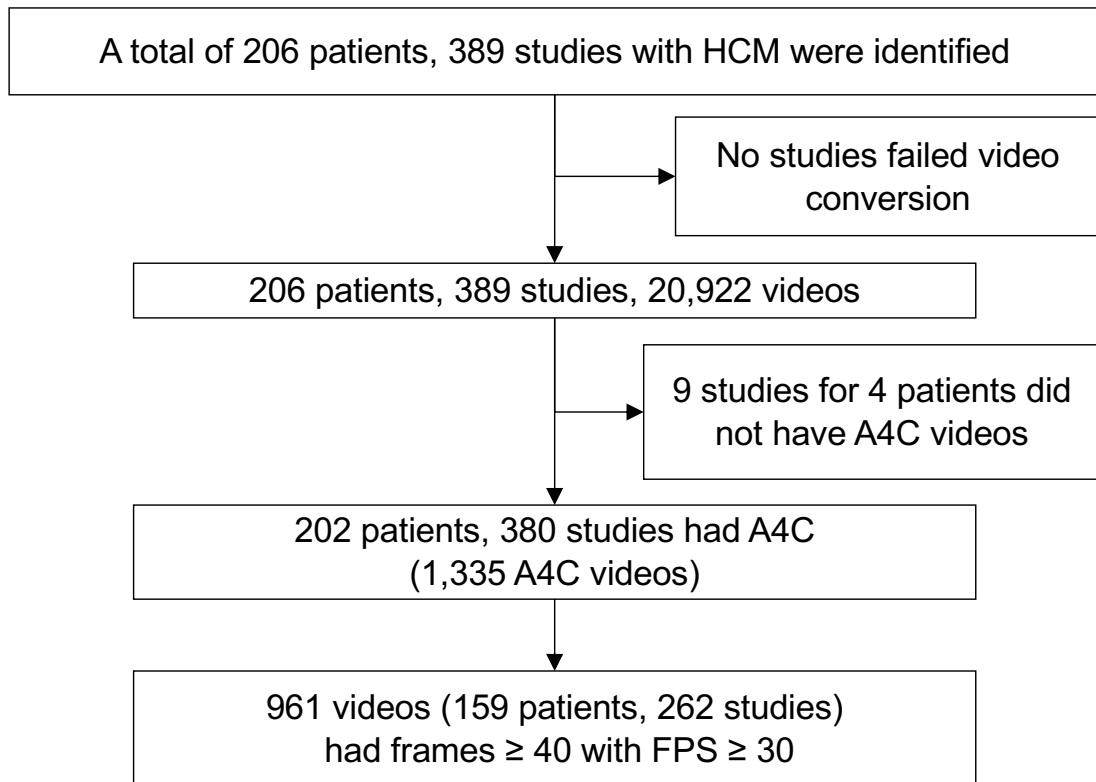 A total of 206 patients, 389 studies with HCM were identified
No studies failed video
conversion
206 patients, 389 studies, 20,922 videos
9 studies for 4 patients did
not have A4C videos
202 patients, 380 studies had A4C
(1,335 A4C videos)
961 videos (159 patients, 262 studies)
had frames ≥ 40 with FPS ≥ 30